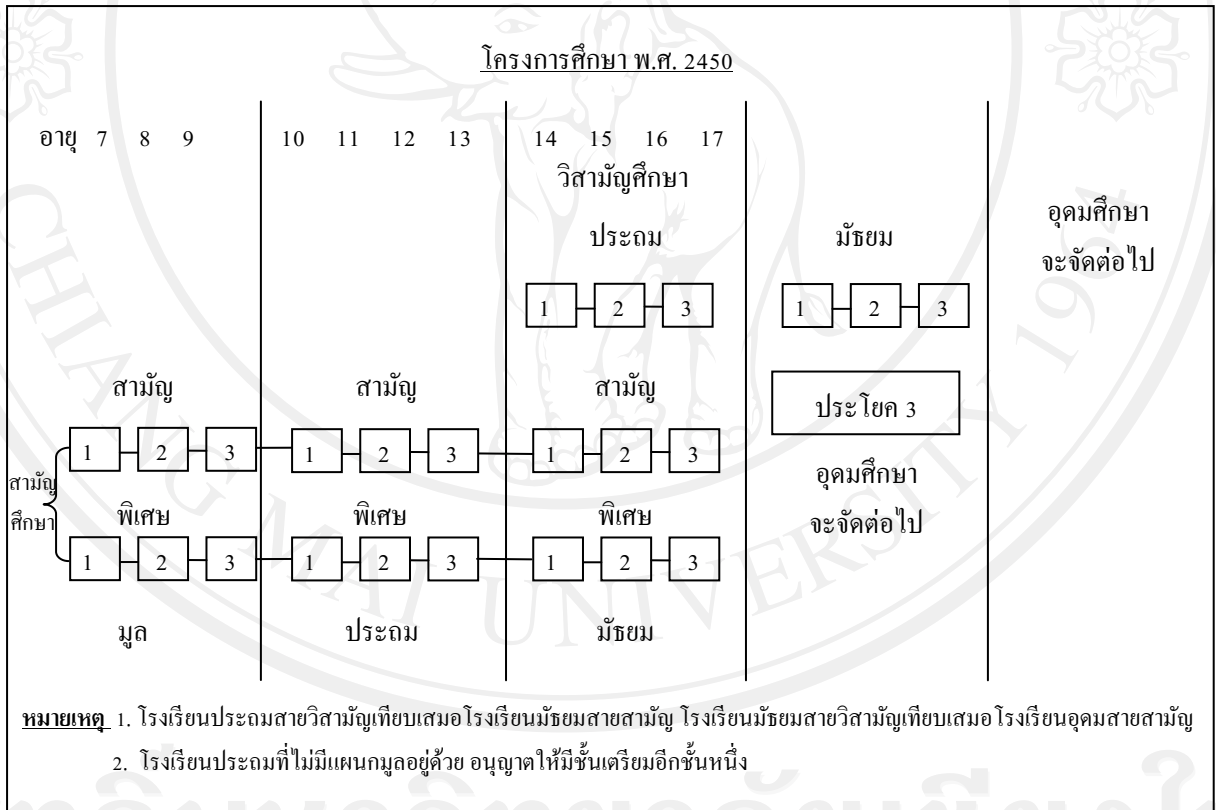 โครงการศึกษา พ.ศ. 2450
อายุ 7 8 9 10 11 12 13 14 15 16 17
วิสามัญศึกษา
ประถม มัธยม
อุดมศึกษา
จะจัดต่อไป
1 2 3 1 2 3
สามัญ สามัญ สามัญ
ประโยค 3
1 2 3 1 2 3 1 2 3
สามัญ
ศึกษา
อุดมศึกษา
จะจัดต่อไป
พิเศษ พิเศษ พิเศษ
1 2 3 1 2 3 1 2 3
มูล ประถม มัธยม
หมายเหตุ 1. โรงเรียนประถมสายวิสามัญเทียบเสมอโรงเรียนมัธยมสายสามัญ โรงเรียนมัธยมสายวิสามัญเทียบเสมอโรงเรียนอุดมสายสามัญ
2. โรงเรียนประถมที่ไม่มีแผนกมูลอยู่ด้วย อนุญาตให้มีชั้นเตรียมอีกชั้นหนึ่ง
CHIANG MAI UNIVERSITY 1964